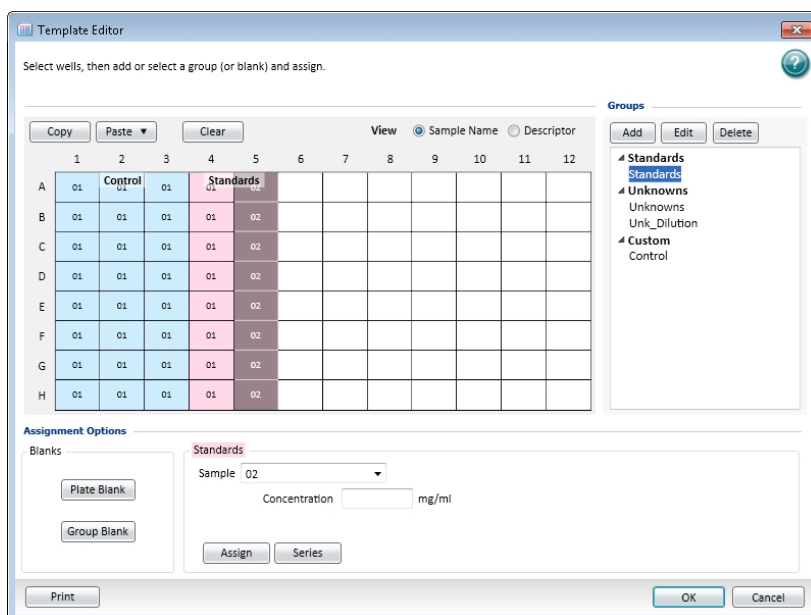 Template Editor
Select wells, then add or select a group (or blank) and assign.
Groups
Copy Paste Clear View Sample Name Descriptor
Add Edit Delete
1 2 3 4 5 6 7 8 9 10 11 12
Control Standards
A 01 01 01 01 02
B 01 01 01 01 02
C 01 01 01 01 02
D 01 01 01 01 02
E 01 01 01 01 02
F 01 01 01 01 02
G 01 01 01 01 02
H 01 01 01 01 02
Standards
Standards
Unknowns
Unknowns
Unk_Dilution
Custom
Control
Assignment Options
Blanks
Plate Blank
Group Blank
Standards
Sample 02
Concentration mg/ml
Assign Series
Print OK Cancel